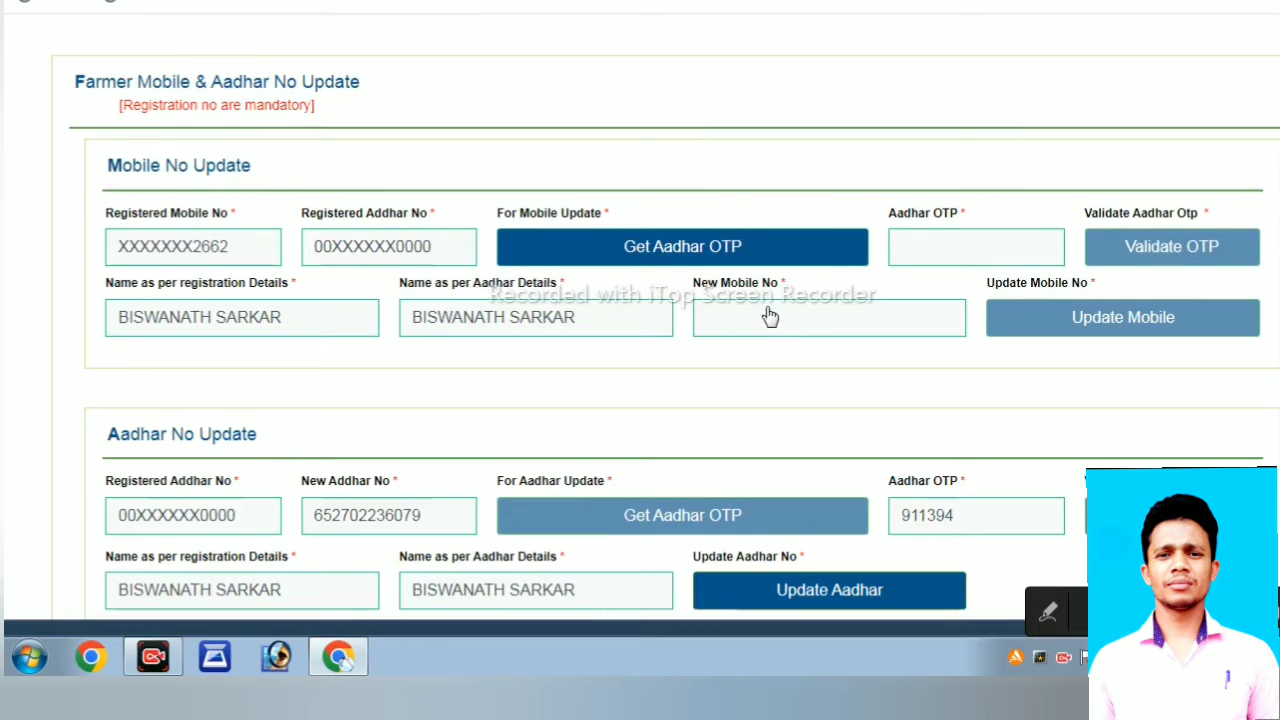 Farmer Mobile & Aadhar No Update
[Registration no are mandatory]
Mobile No Update
Registered Mobile No * Registered Addhar No * For Mobile Update * Aadhar OTP * Validate Aadhar Otp *
XXXXXXX2662 00XXXXXX0000 Get Aadhar OTP Validate OTP
Name as per registration Details * Name as per Aadhar Details * New Mobile No * Update Mobile No *
Recorded with iTop Screen Recorder
BISWANATH SARKAR BISWANATH SARKAR Update Mobile
Aadhar No Update
Registered Addhar No * New Addhar No * For Aadhar Update * Aadhar OTP *
00XXXXXX0000 652702236079 Get Aadhar OTP 911394
Name as per registration Details * Name as per Aadhar Details * Update Aadhar No *
BISWANATH SARKAR BISWANATH SARKAR Update Aadhar